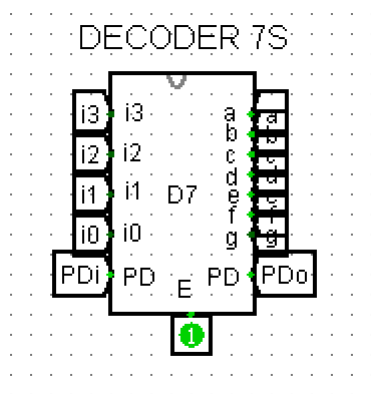 DECODER 7S
i3 i3 a a
b b
i2 i2 c
d
i1 i1 D7 e
f
i0 i0 g g
PDi PD E PD PDo
1